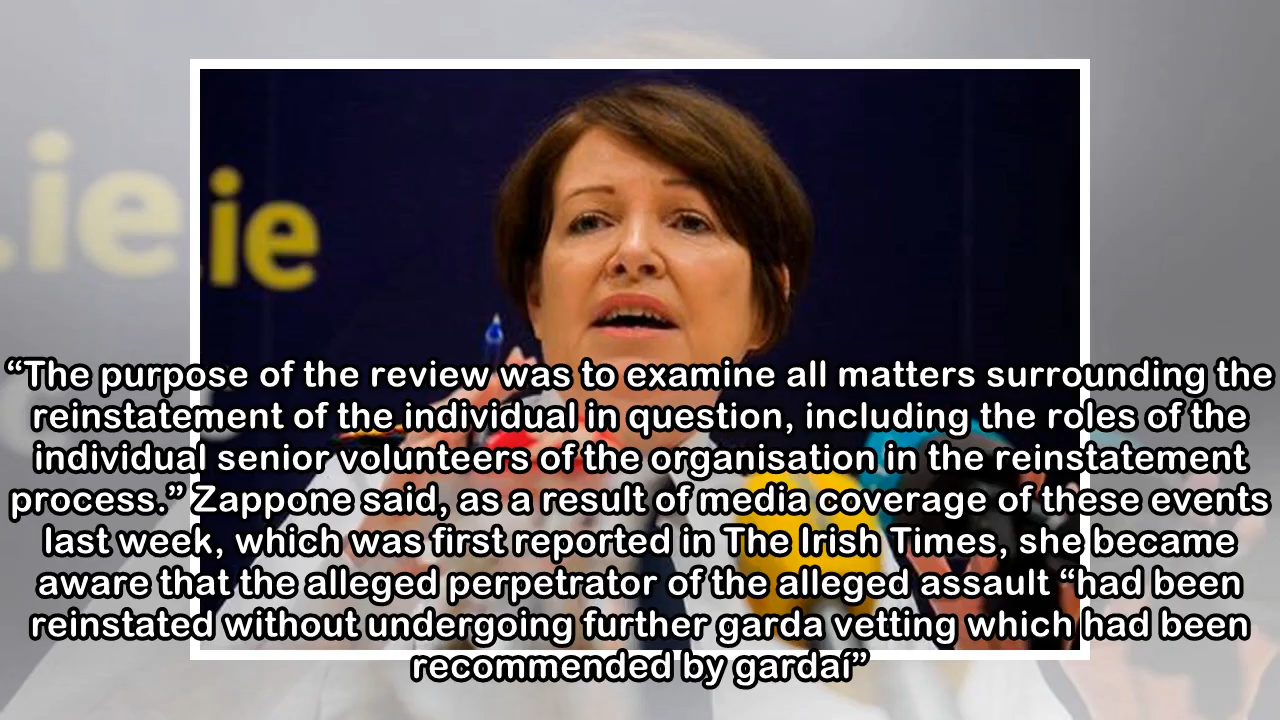 .ie
.ie
“The purpose of the review was to examine all matters surrounding the
reinstatement of the individual in question, including the roles of the
individual senior volunteers of the organisation in the reinstatement
process.” Zappone said, as a result of media coverage of these events
last week, which was first reported in The Irish Times, she became
aware that the alleged perpetrator of the alleged assault “had been
reinstated without undergoing further garda vetting which had been
recommended by gardaí”